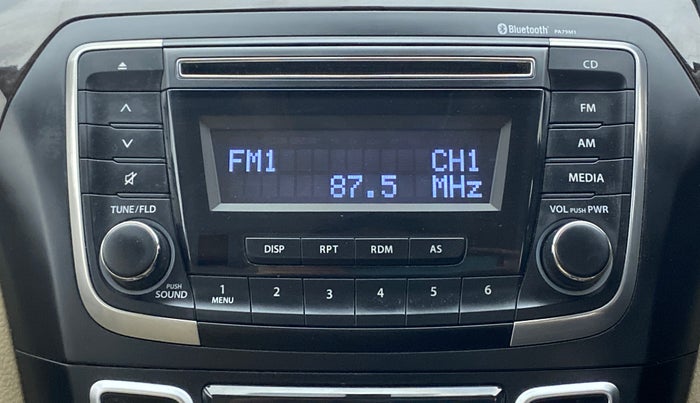 Bluetooth PA79M1
CD
FM
AM
MEDIA
FM1 CH1
87.5 MHz
TUNE/FLD
VOL PUSH PWR
DISP RPT RDM AS
PUSH
SOUND
1 2 3 4 5 6
MENU